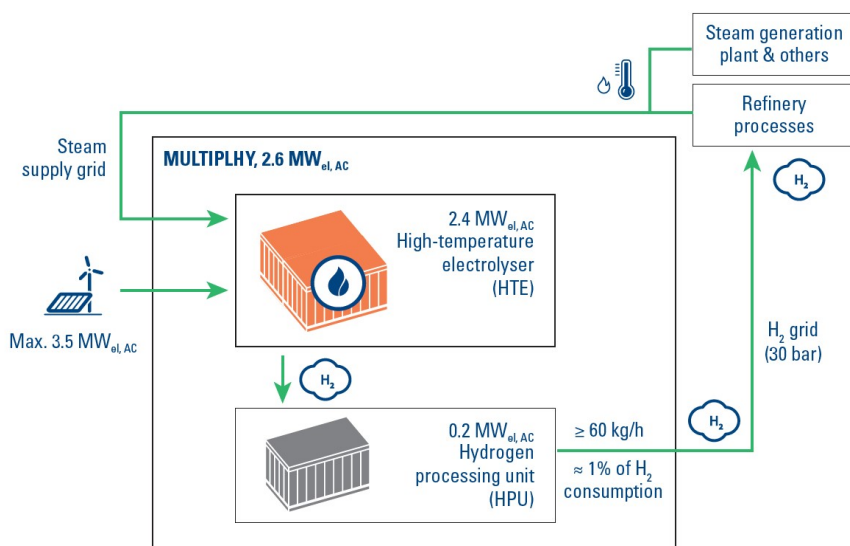 Steam generation
plant & others
Refinery
processes
Steam
supply grid
MULTIPLHY, 2.6 MWel, AC
H2
2.4 MWel, AC
High-temperature
electrolyser
(HTE)
Max. 3.5 MWel, AC
H2 grid
(30 bar)
H2
H2
0.2 MWel, AC
Hydrogen
processing unit
(HPU)
≥ 60 kg/h
≈ 1% of H2
consumption